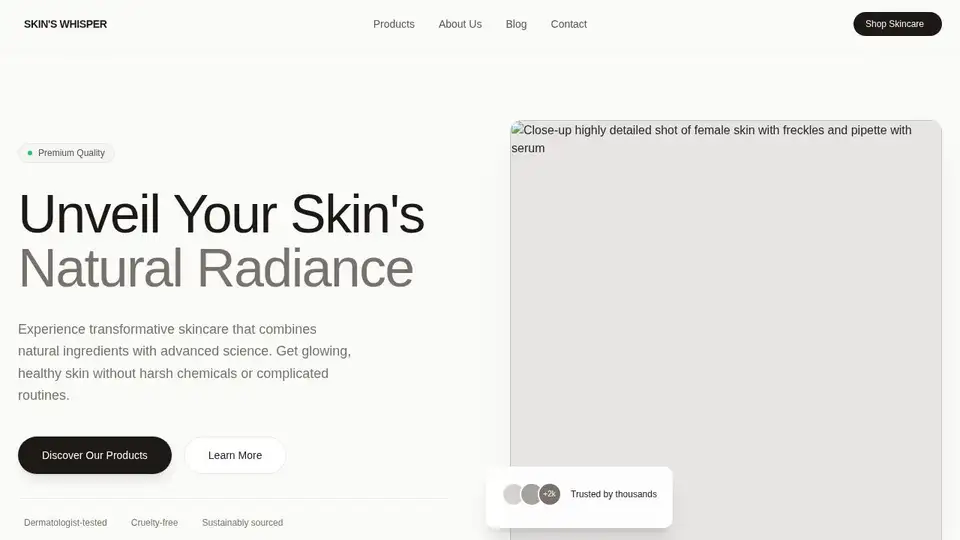 SKIN'S WHISPER
Products
About Us
Blog
Contact
Shop Skincare
Premium Quality
Unveil Your Skin's
Natural Radiance
Experience transformative skincare that combines
natural ingredients with advanced science. Get glowing,
healthy skin without harsh chemicals or complicated
routines.
Discover Our Products
Learn More
Dermatologist-tested
Cruelty-free
Sustainably sourced
Close-up highly detailed shot of female skin with freckles and pipette with
serum
+2k
Trusted by thousands